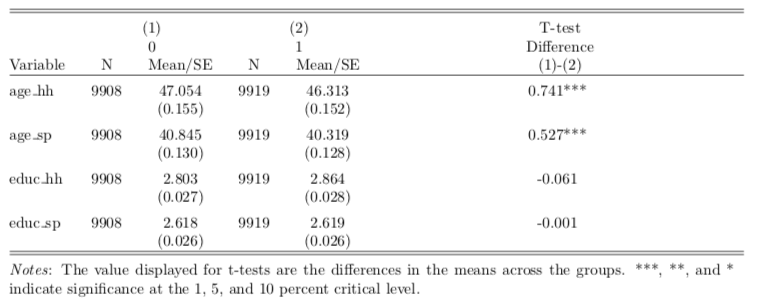 (1) (2) T-test
0 1 Difference
Variable N Mean/SE N Mean/SE (1)-(2)
age_hh 9908 47.054 9919 46.313 0.741***
(0.155) (0.152)
age_sp 9908 40.845 9919 40.319 0.527***
(0.130) (0.128)
educ_hh 9908 2.803 9919 2.864 -0.061
(0.027) (0.028)
educ_sp 9908 2.618 9919 2.619 -0.001
(0.026) (0.026)
Notes: The value displayed for t-tests are the differences in the means across the groups. ***, **, and *
indicate significance at the 1, 5, and 10 percent critical level.